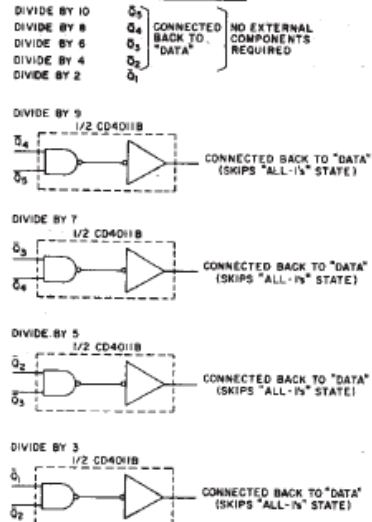 DIVIDE BY 10 Q̄5
DIVIDE BY 8 Q̄4 CONNECTED NO EXTERNAL
DIVIDE BY 6 Q̄3 BACK TO COMPONENTS
DIVIDE BY 4 Q̄2 "DATA" REQUIRED
DIVIDE BY 2 Q̄1
DIVIDE BY 9
1/2 CD4011B
Q̄4
Q̄5
CONNECTED BACK TO "DATA"
(SKIPS "ALL-1's" STATE)
DIVIDE BY 7
1/2 CD4011B
Q̄3
Q̄4
CONNECTED BACK TO "DATA"
(SKIPS "ALL-1's" STATE)
DIVIDE BY 5
1/2 CD4011B
Q̄2
Q̄3
CONNECTED BACK TO "DATA"
(SKIPS "ALL-1's" STATE)
DIVIDE BY 3
1/2 CD4011B
Q̄1
Q̄2
CONNECTED BACK TO "DATA"
(SKIPS "ALL-1's" STATE)